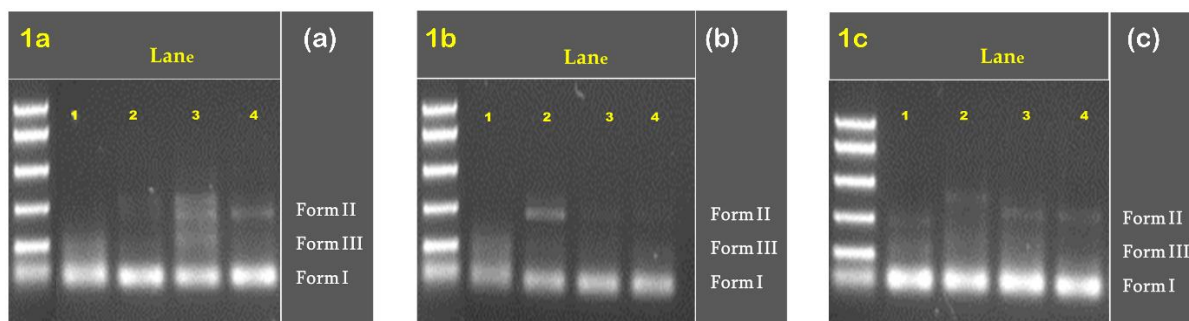 1a
(a)
Lane
1 2 3 4
Form II
Form III
Form I
1b
(b)
Lane
1 2 3 4
Form II
Form III
Form I
1c
(c)
Lane
1 2 3 4
Form II
Form III
Form I